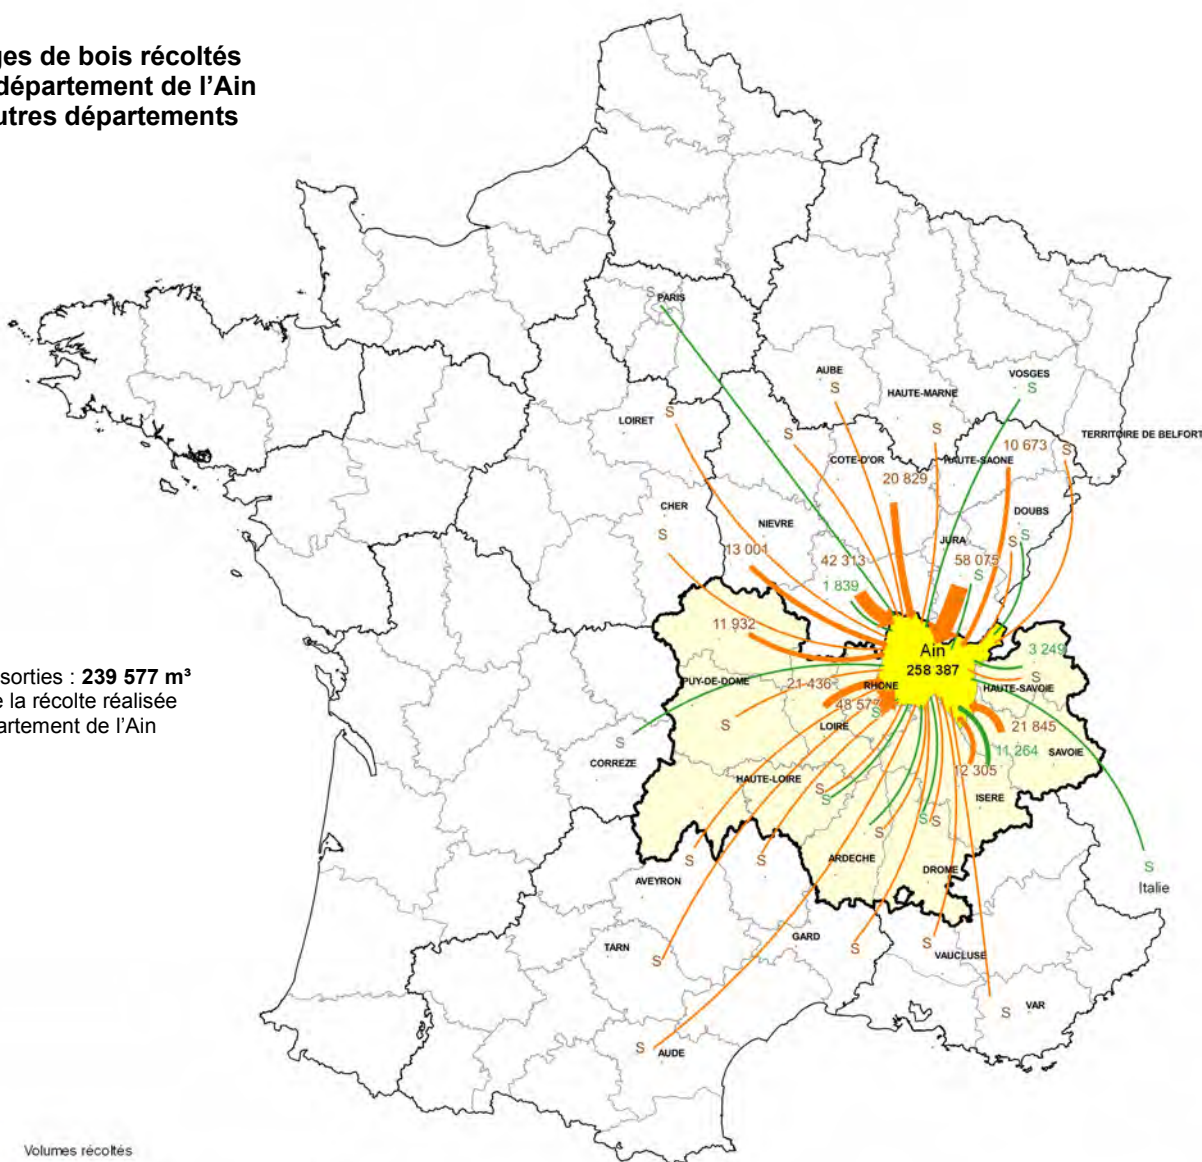 ges de bois récoltés
département de l'Ain
utres départements
S
PARIS
AUBE
S
VOSGES
S
HAUTE-MARNE
S
LOIRET
S
S
TERRITOIRE DE BELFORT
10 673
S
COTE-D'OR
HAUTE-SAONE
20 829
CHER
S
NIEVRE
DOUBS
S
S
JURA
13 001
42 313
58 075
S
1 839
11 932
Ain
258 387
3 249
S
sorties : 239 577 m³
e la récolte réalisée
artement de l'Ain
PUY-DE-DOME
21 436
RHONE
HAUTE-SAVOIE
48 577
S
S
LOIRE
21 845
S
11 264
SAVOIE
CORREZE
12 305
HAUTE-LOIRE
S
S
ISERE
S
S
S
ARDECHE
S
S
DROME
S
Italie
AVEYRON
TARN
S
GARD
S
S
VAUCLUSE
S
VAR
S
AUDE
Volumes récoltés